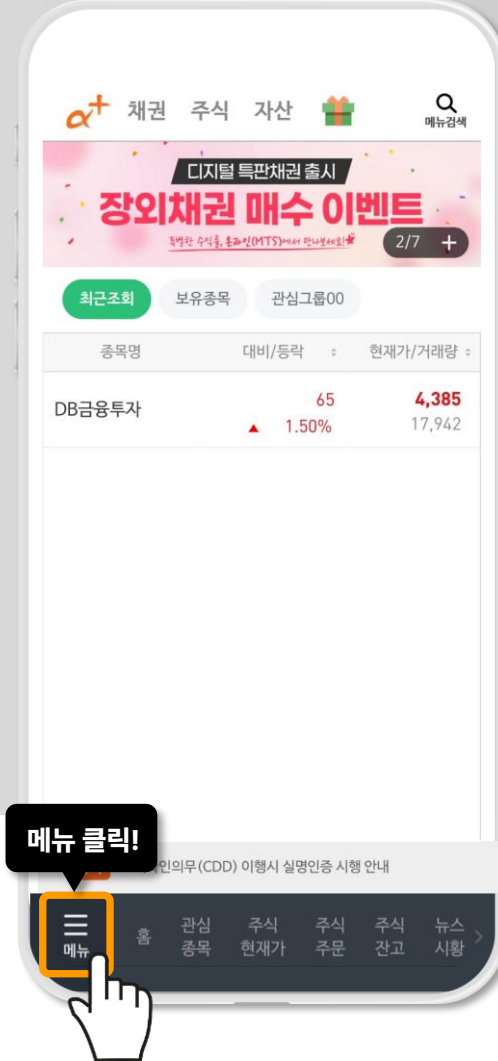 α+ 채권 주식 자산
메뉴검색
디지털 특판채권 출시
장외채권 매수 이벤트
특별한 수익률, 온라인(MTS)에서 만나보세요!
2/7 +
최근조회 보유종목 관심그룹00
종목명 대비/등락 현재가/거래량
DB금융투자 65 4,385
▲ 1.50% 17,942
메뉴 클릭!
인의무(CDD) 이행시 실명인증 시행 안내
메뉴 홈 관심 주식 주식 주식 뉴스
종목 현재가 주문 잔고 시황